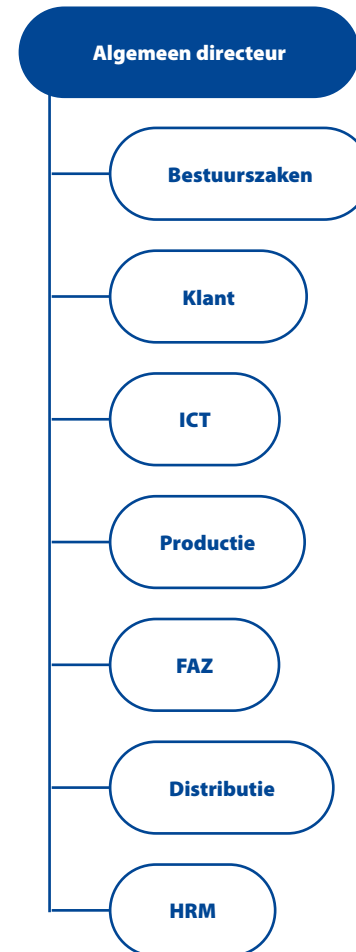 Algemeen directeur
Bestuurszaken
Klant
ICT
Productie
FAZ
Distributie
HRM